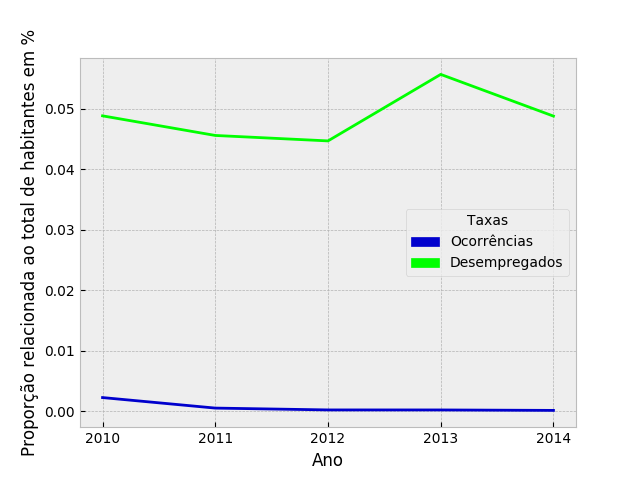 Proporção relacionada ao total de habitantes em %
0.05
0.04
0.03
0.02
0.01
0.00
Taxas
Ocorrências
Desempregados
2010 2011 2012 2013 2014
Ano